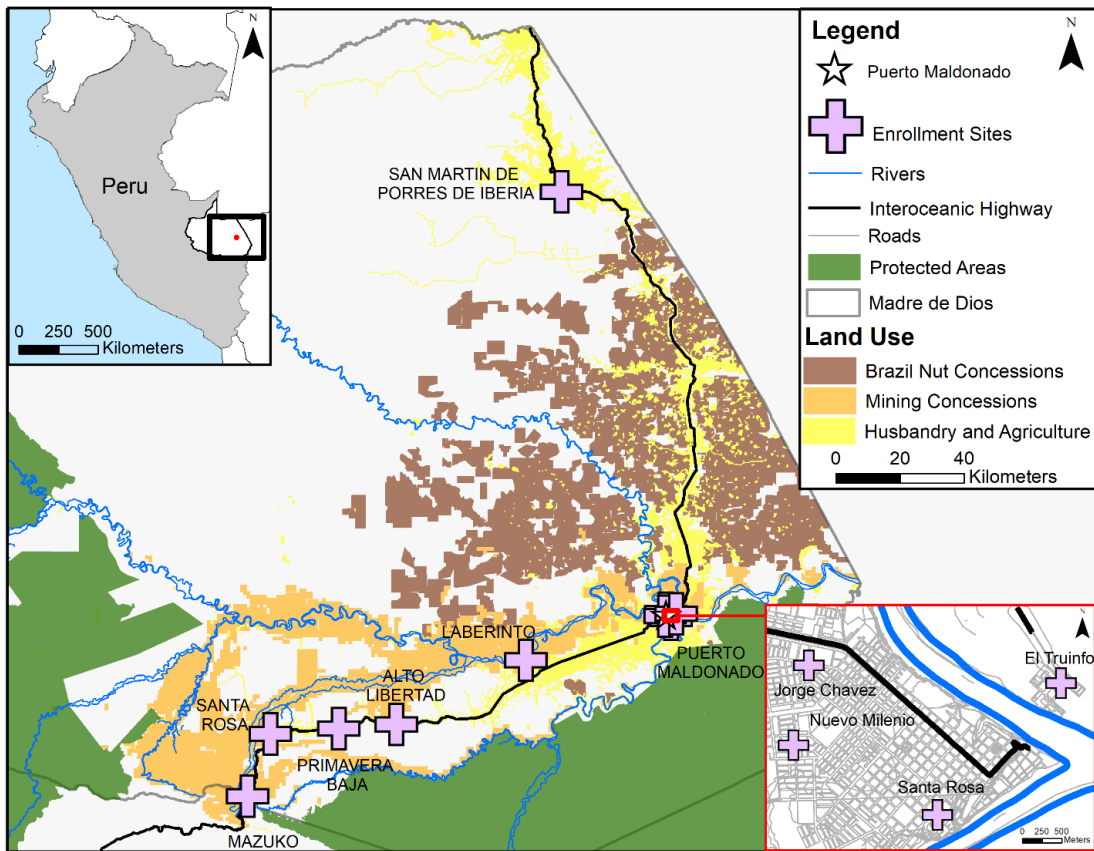 N
Peru
0 250 500
Kilometers
SAN MARTIN DE
PORRES DE IBERIA
LABERINTO
ALTO
LIBERTAD
SANTA
ROSA
PRIMAVERA
BAJA
MAZUKO
PUERTO
MALDONADO
Legend
N
Puerto Maldonado
Enrollment Sites
Rivers
Interoceanic Highway
Roads
Protected Areas
Madre de Dios
Land Use
Brazil Nut Concessions
Mining Concessions
Husbandry and Agriculture
0 20 40
Kilometers
N
El Truinfo
Jorge Chavez
Nuevo Milenio
Santa Rosa
0 250 500
Meters